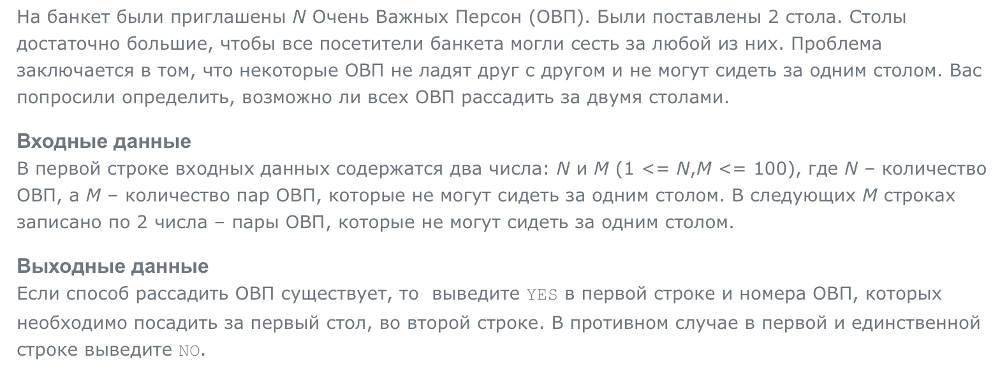 На банкет были приглашены N Очень Важных Персон (ОВП). Были поставлены 2 стола. Столы
достаточно большие, чтобы все посетители банкета могли сесть за любой из них. Проблема
заключается в том, что некоторые ОВП не ладят друг с другом и не могут сидеть за одним столом. Вас
попросили определить, возможно ли всех ОВП рассадить за двумя столами.
Входные данные
В первой строке входных данных содержатся два числа: N и M (1 <= N,M <= 100), где N – количество
ОВП, а M – количество пар ОВП, которые не могут сидеть за одним столом. В следующих M строках
записано по 2 числа – пары ОВП, которые не могут сидеть за одним столом.
Выходные данные
Если способ рассадить ОВП существует, то  выведите YES в первой строке и номера ОВП, которых
необходимо посадить за первый стол, во второй строке. В противном случае в первой и единственной
строке выведите NO.